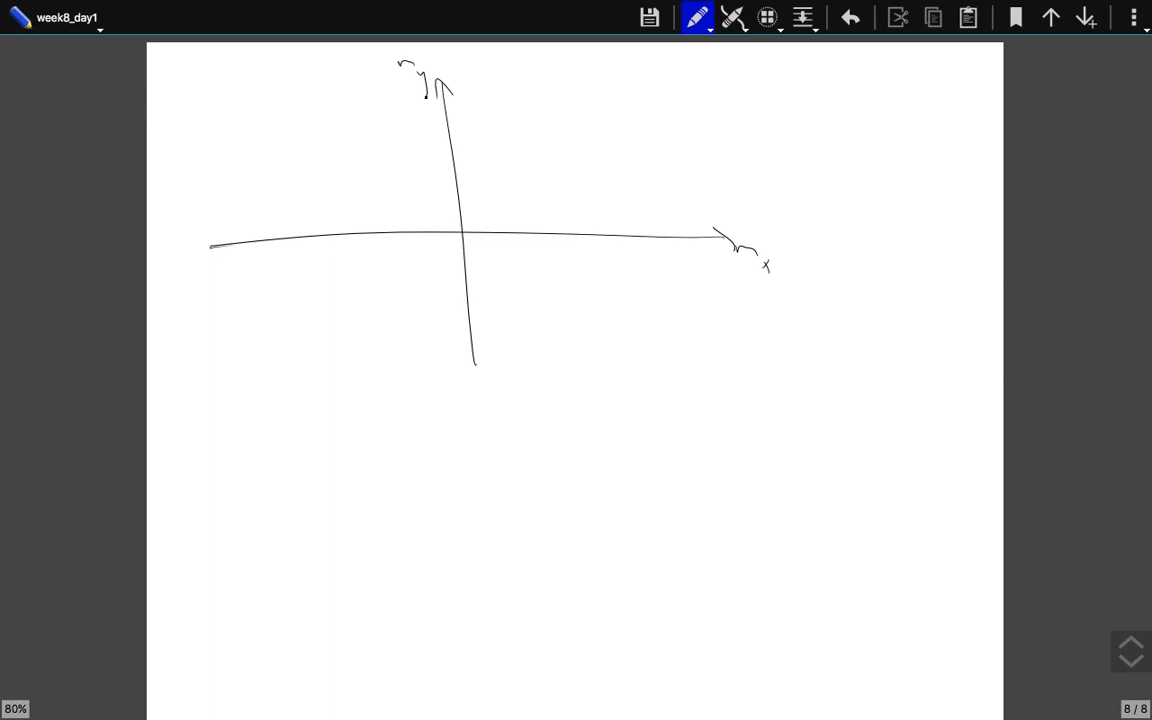 week8_day1
n y
n x
80%
8 / 8